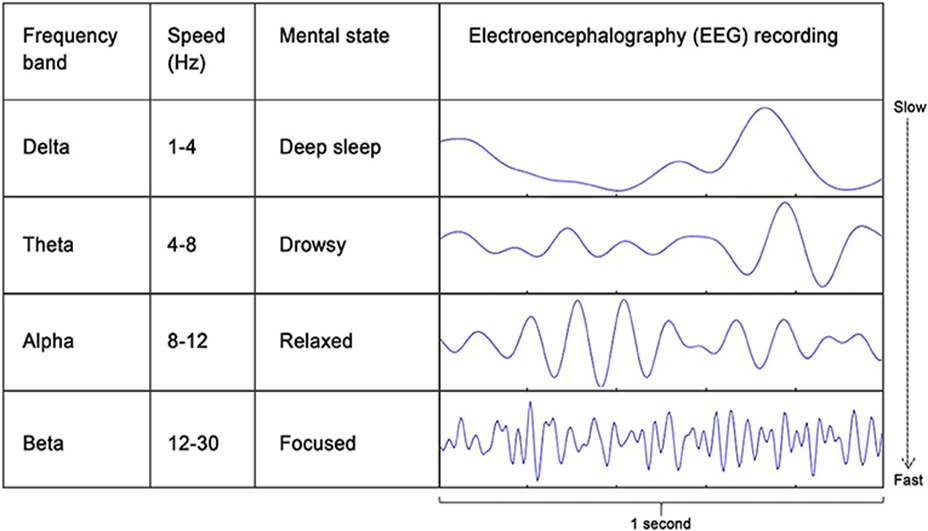 Frequency band
Speed (Hz)
Mental state
Electroencephalography (EEG) recording
Slow
Delta
1-4
Deep sleep
Theta
4-8
Drowsy
Alpha
8-12
Relaxed
Beta
12-30
Focused
Fast
1 second